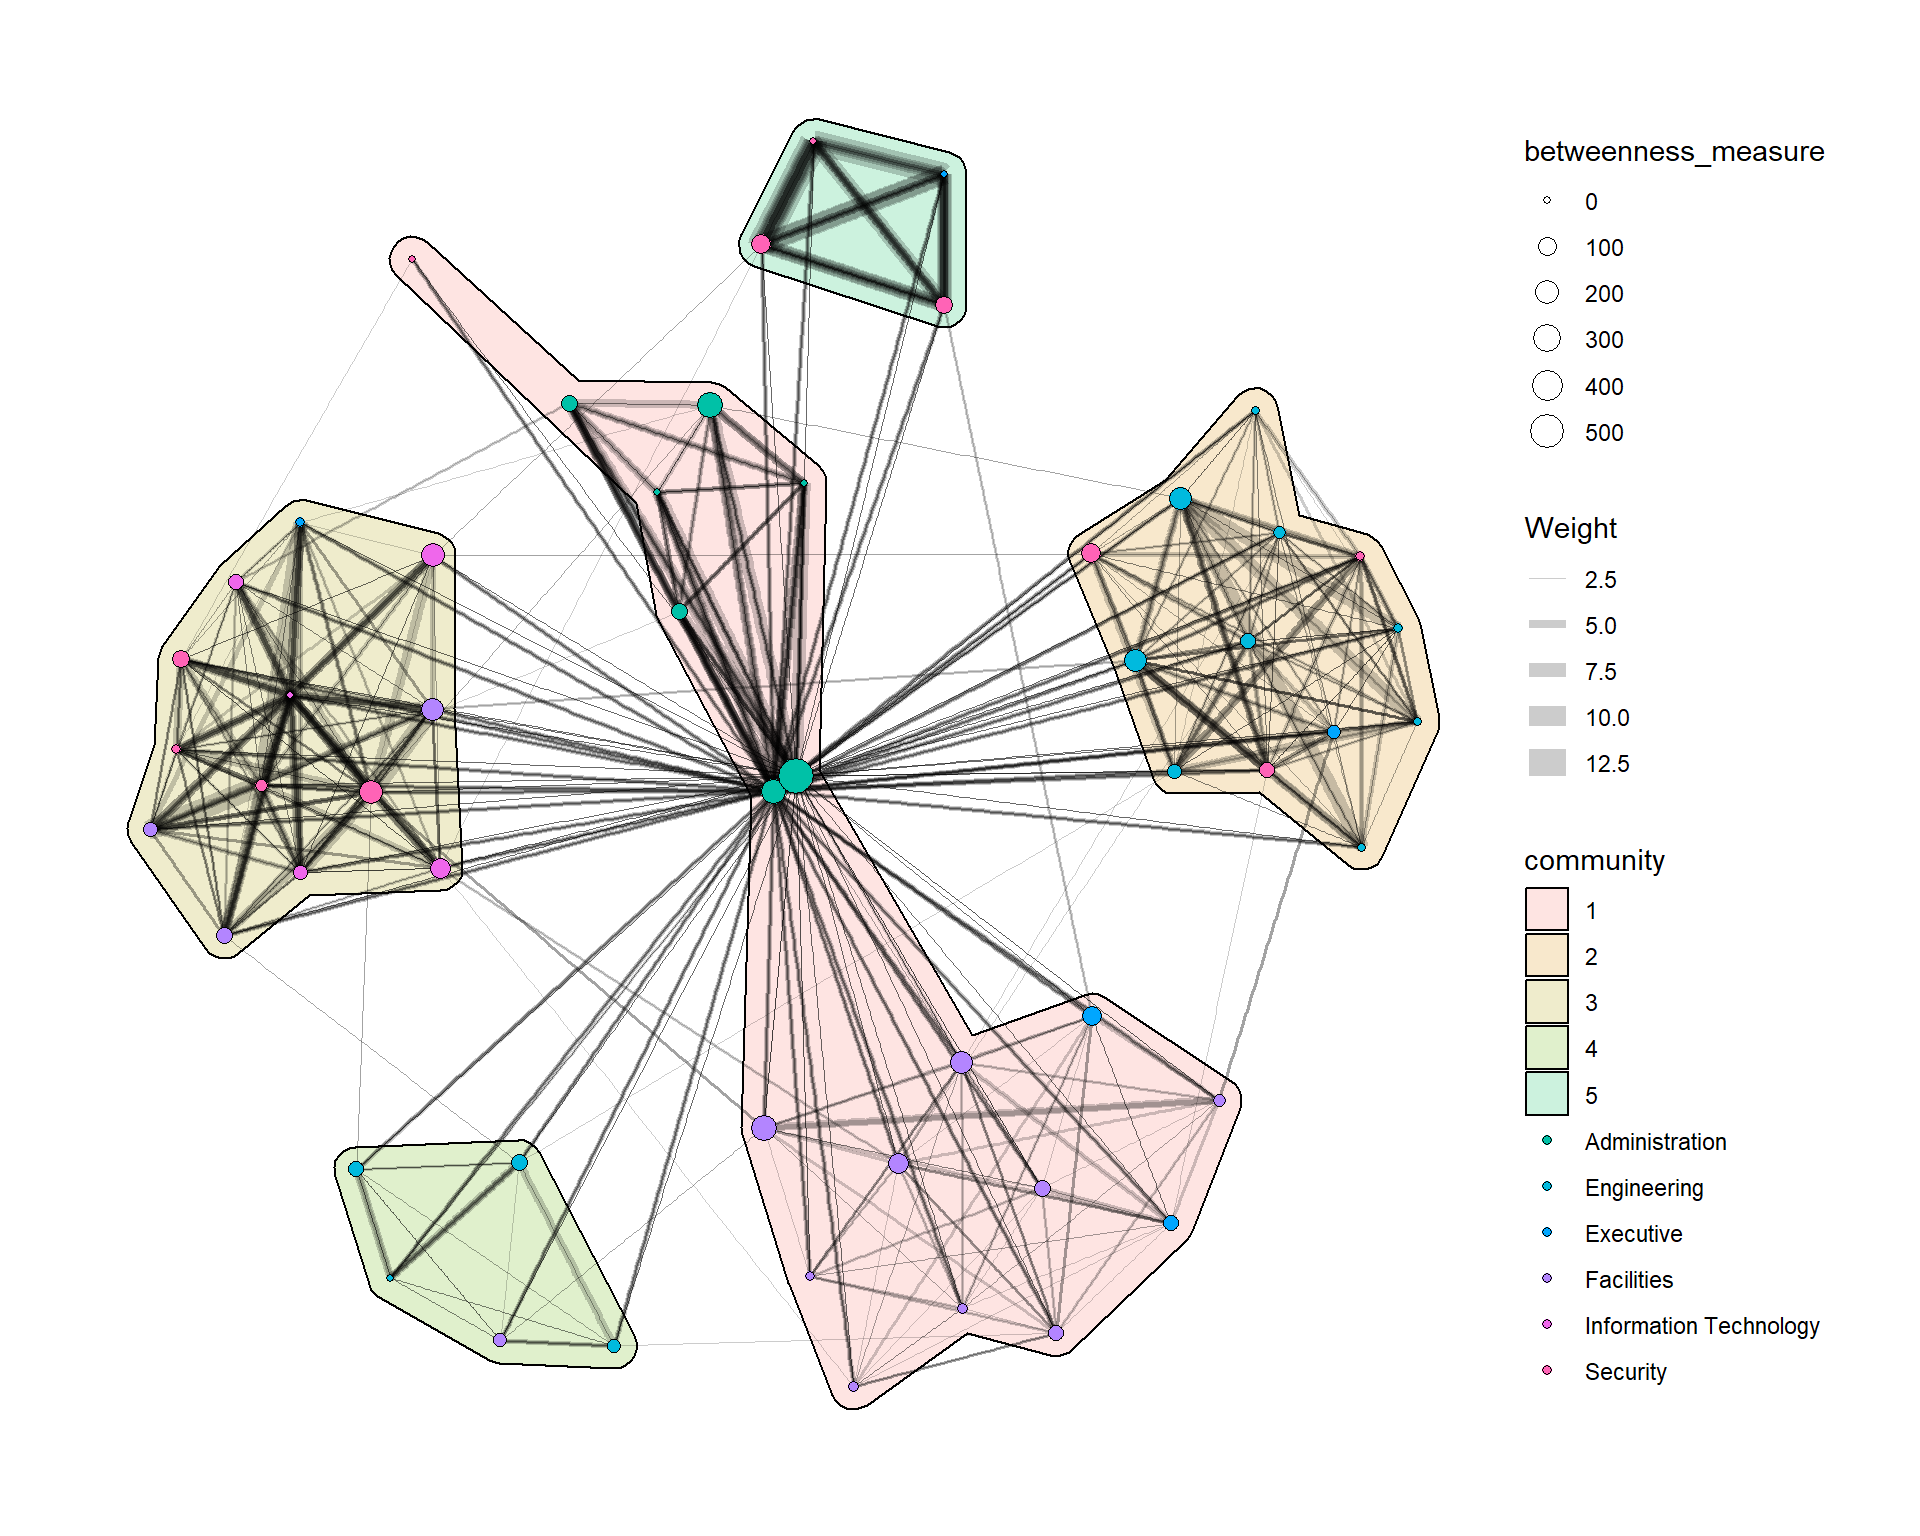 betweenness_measure
0
100
200
300
400
500
Weight
2.5
5.0
7.5
10.0
12.5
community
1
2
3
4
5
Administration
Engineering
Executive
Facilities
Information Technology
Security